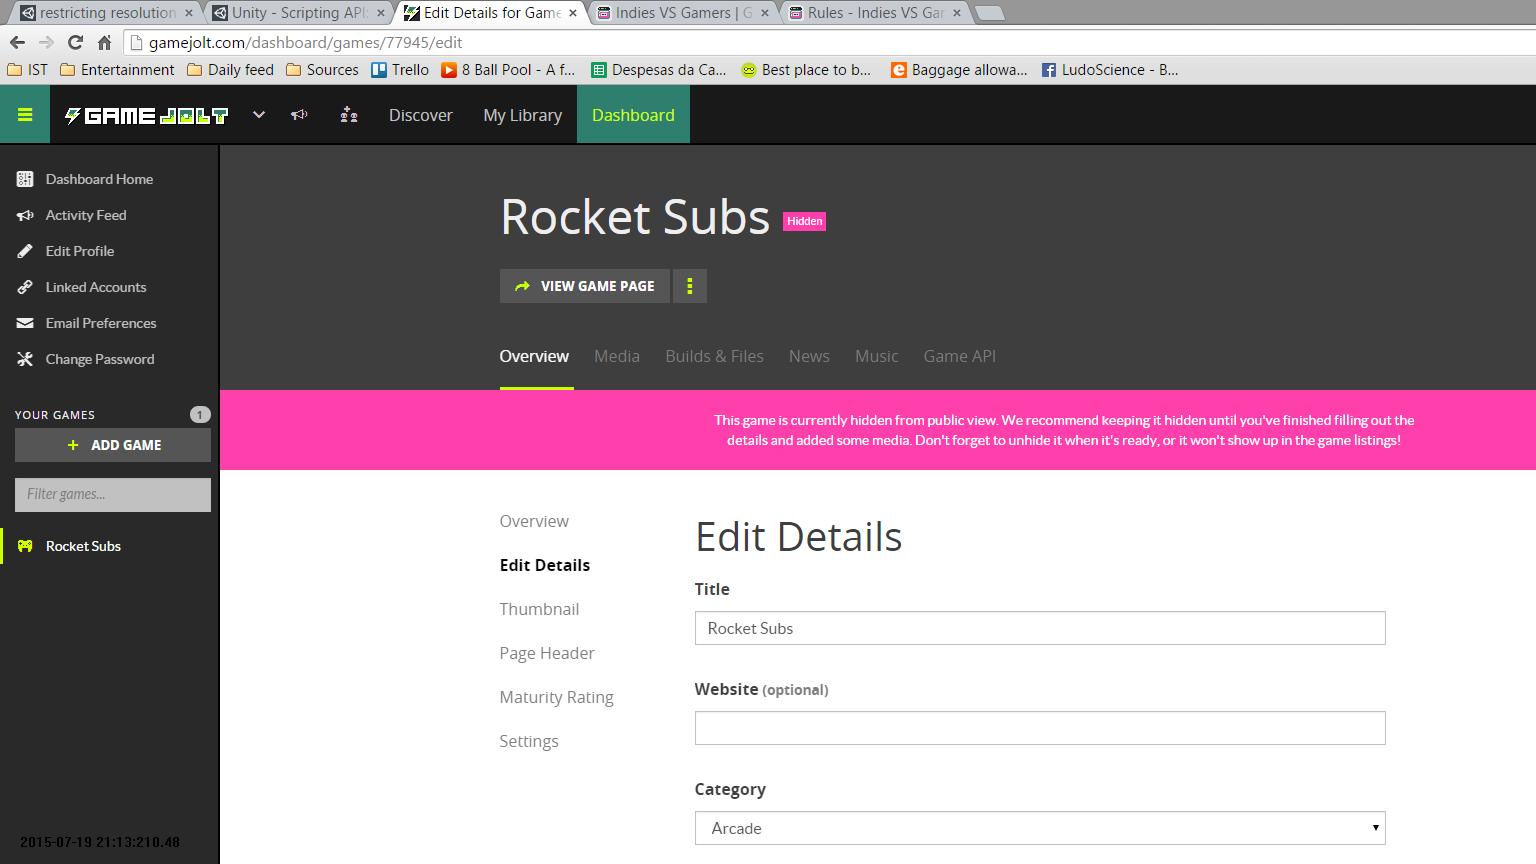 restricting resolution
Unity - Scripting API:
Edit Details for Game
Indies VS Gamers | G
Rules - Indies VS Gar
gamejolt.com/dashboard/games/77945/edit
IST Entertainment Daily feed Sources Trello 8 Ball Pool - A f... Despesas da Ca... Best place to b... Baggage allowa... LudoScience - B...
GAME JOLT Discover My Library Dashboard
Dashboard Home
Activity Feed
Edit Profile
Linked Accounts
Email Preferences
Change Password
YOUR GAMES 1
+ ADD GAME
Filter games...
Rocket Subs
Rocket Subs Hidden
VIEW GAME PAGE
Overview Media Builds & Files News Music Game API
This game is currently hidden from public view. We recommend keeping it hidden until you've finished filling out the
details and added some media. Don't forget to unhide it when it's ready, or it won't show up in the game listings!
Overview
Edit Details
Thumbnail
Page Header
Maturity Rating
Settings
Edit Details
Title
Rocket Subs
Website (optional)
Category
Arcade
2015-07-19 21:13:210.48